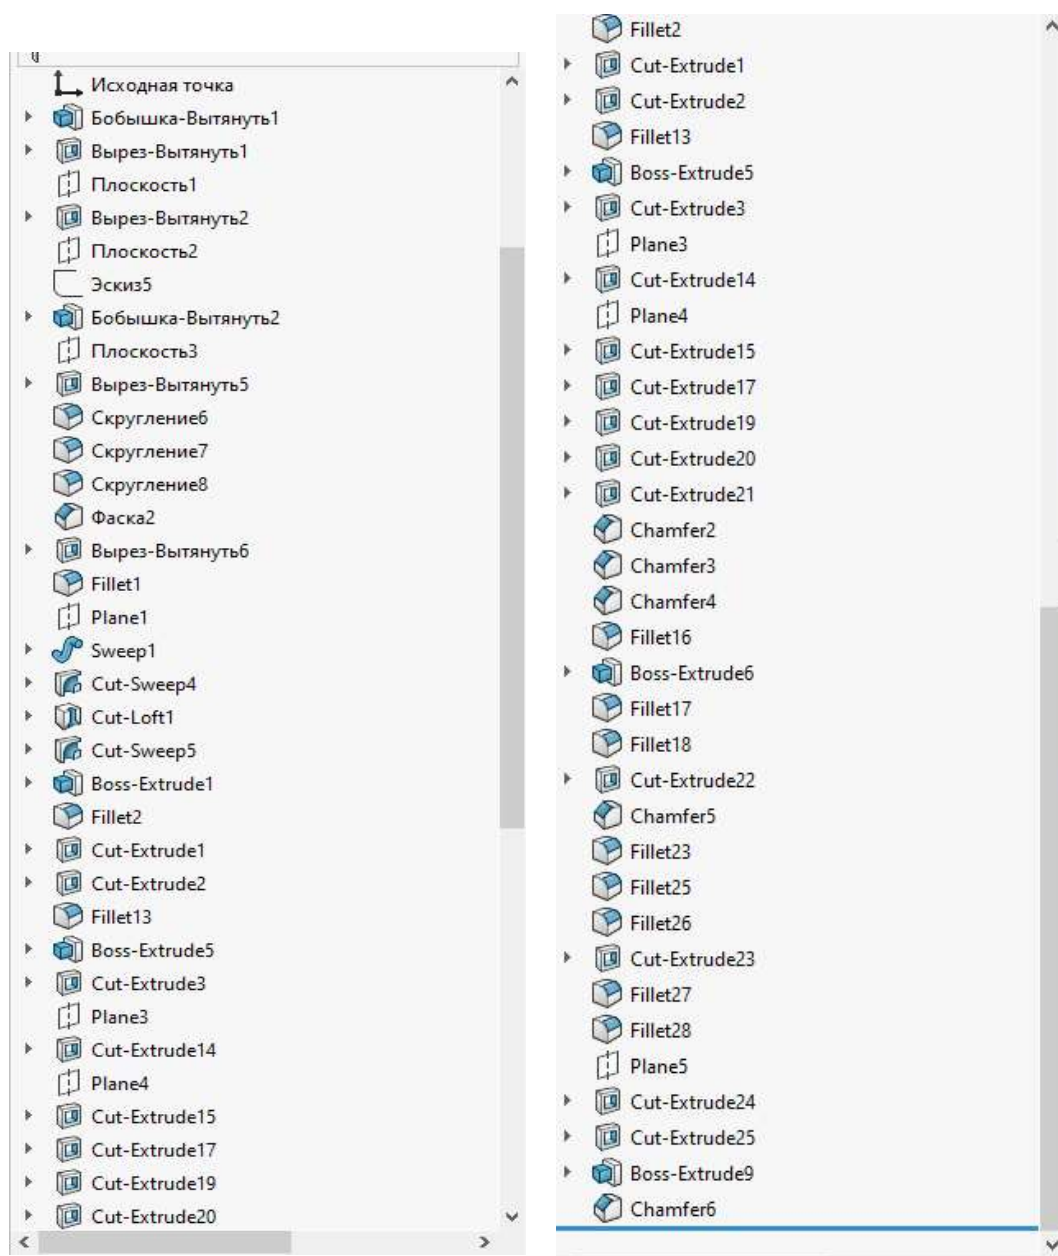 Исходная точка
Бобышка-Вытянуть1
Вырез-Вытянуть1
Плоскость1
Вырез-Вытянуть2
Плоскость2
Эскиз5
Бобышка-Вытянуть2
Плоскость3
Вырез-Вытянуть5
Скругление6
Скругление7
Скругление8
Фаска2
Вырез-Вытянуть6
Fillet1
Plane1
Sweep1
Cut-Sweep4
Cut-Loft1
Cut-Sweep5
Boss-Extrude1
Fillet2
Cut-Extrude1
Cut-Extrude2
Fillet13
Boss-Extrude5
Cut-Extrude3
Plane3
Cut-Extrude14
Plane4
Cut-Extrude15
Cut-Extrude17
Cut-Extrude19
Cut-Extrude20
Fillet2
Cut-Extrude1
Cut-Extrude2
Fillet13
Boss-Extrude5
Cut-Extrude3
Plane3
Cut-Extrude14
Plane4
Cut-Extrude15
Cut-Extrude17
Cut-Extrude19
Cut-Extrude20
Cut-Extrude21
Chamfer2
Chamfer3
Chamfer4
Fillet16
Boss-Extrude6
Fillet17
Fillet18
Cut-Extrude22
Chamfer5
Fillet23
Fillet25
Fillet26
Cut-Extrude23
Fillet27
Fillet28
Plane5
Cut-Extrude24
Cut-Extrude25
Boss-Extrude9
Chamfer6